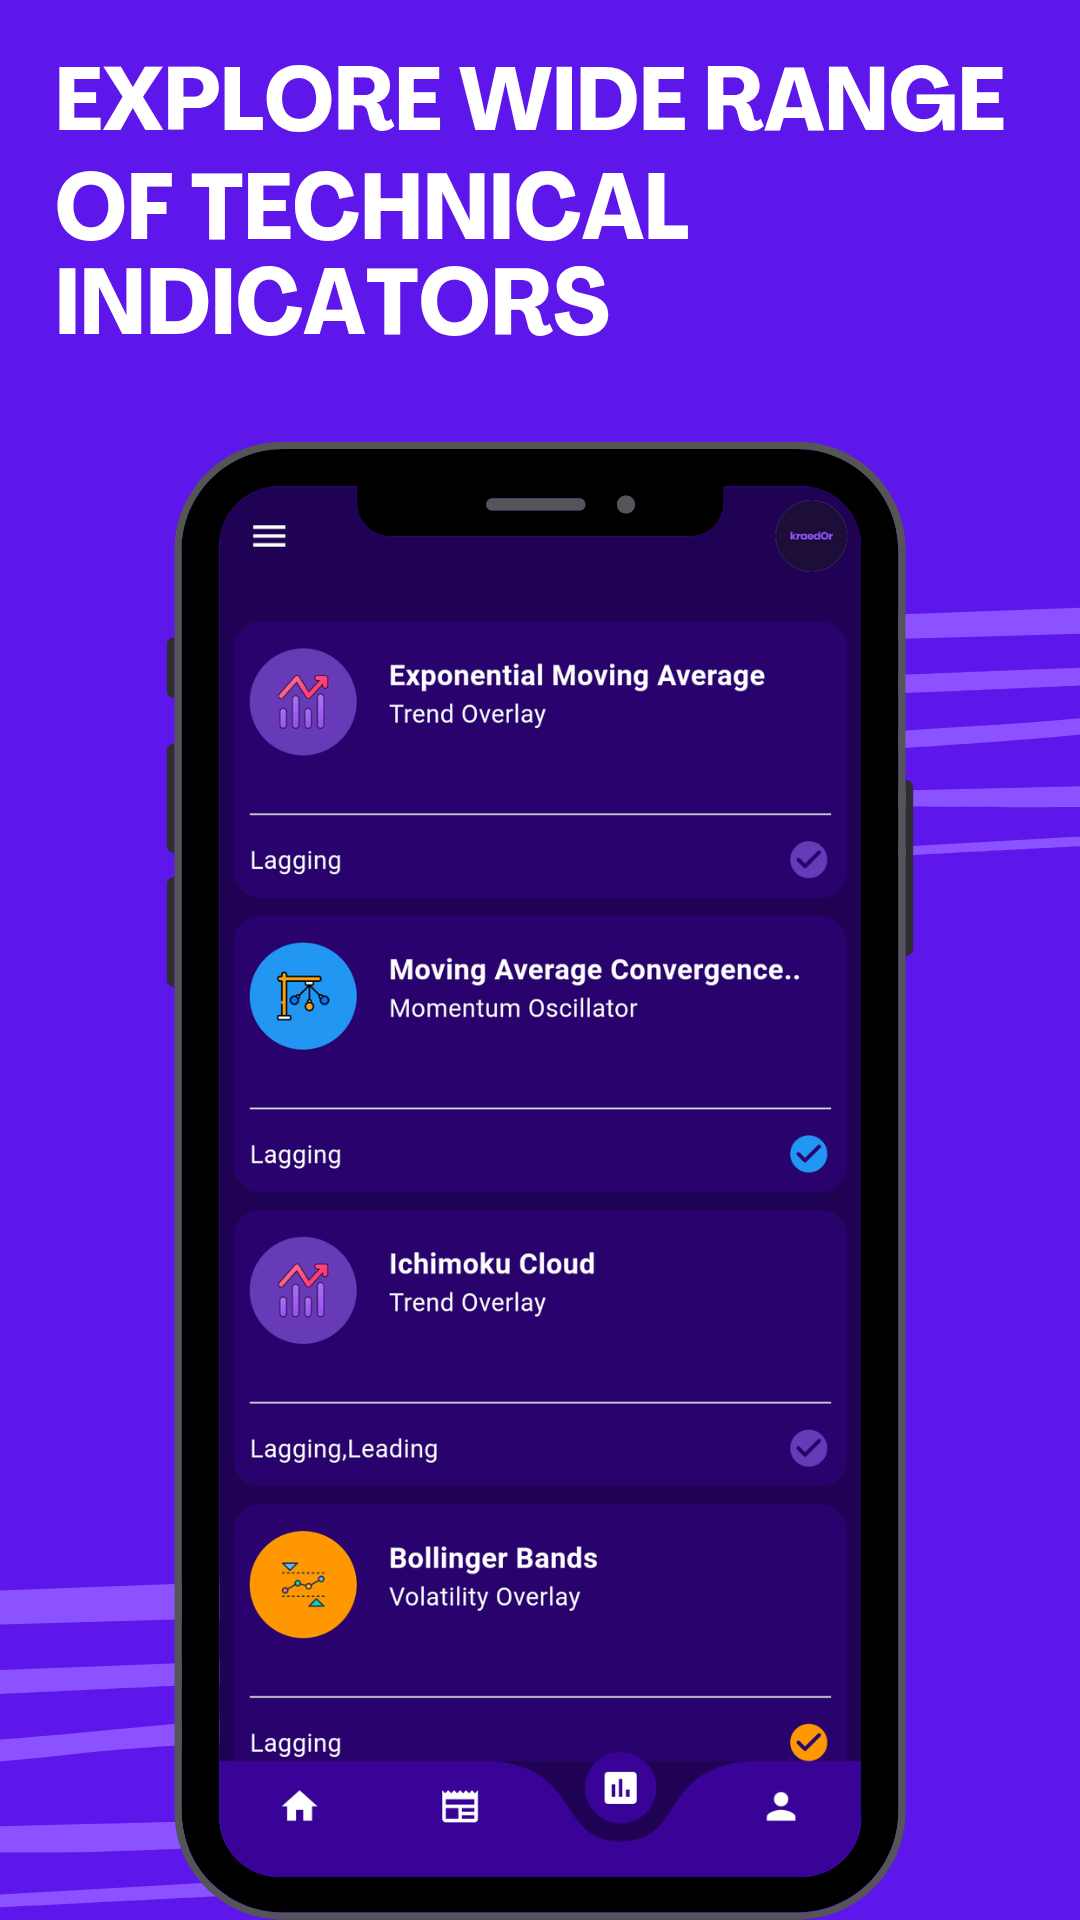 EXPLORE WIDE RANGE
OF TECHNICAL
INDICATORS
kraedOr
Exponential Moving Average
Trend Overlay
Lagging
Moving Average Convergence..
Momentum Oscillator
Lagging
Ichimoku Cloud
Trend Overlay
Lagging,Leading
Bollinger Bands
Volatility Overlay
Lagging